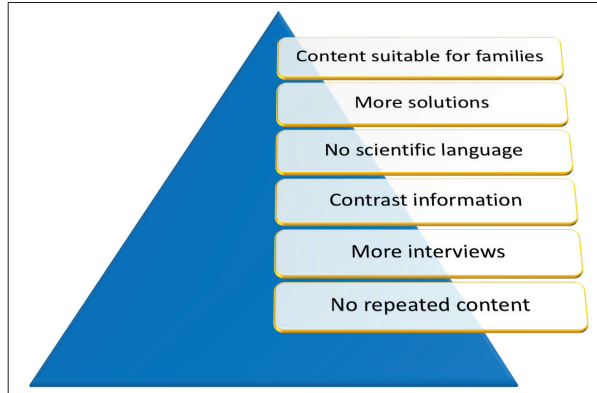 Content suitable for families
More solutions
No scientific language
Contrast information
More interviews
No repeated content